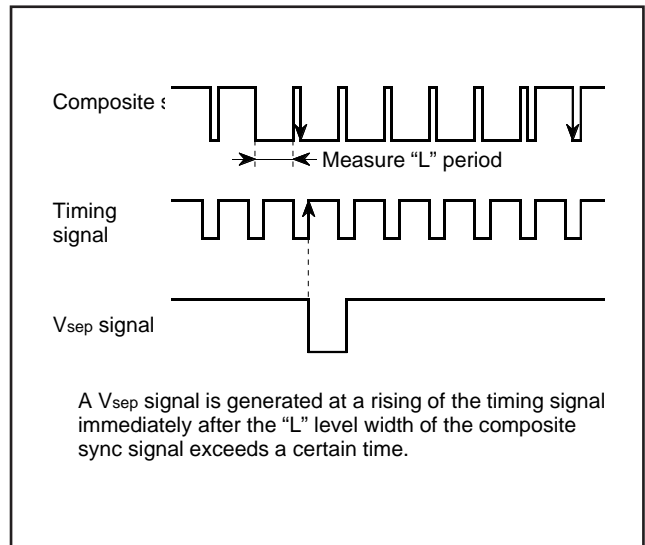 Composite s
Measure “L” period
Timing
signal
Vsep signal
A Vsep signal is generated at a rising of the timing signal
immediately after the “L” level width of the composite
sync signal exceeds a certain time.